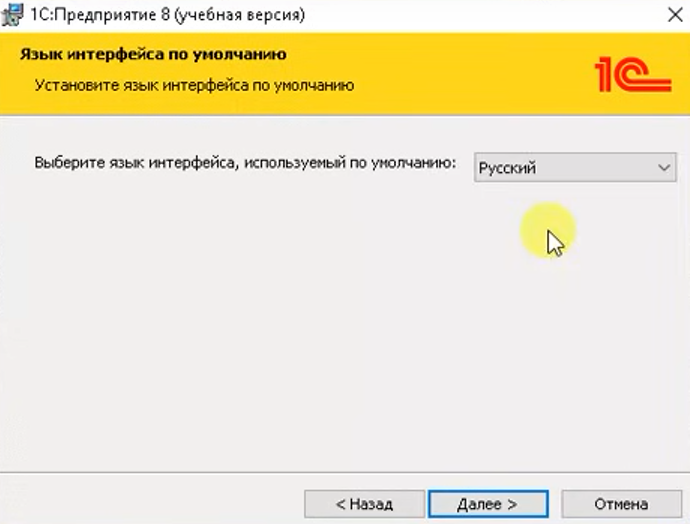 1С:Предприятие 8 (учебная версия)
Язык интерфейса по умолчанию
Установите язык интерфейса по умолчанию
1С
Выберите язык интерфейса, используемый по умолчанию:
Русский
< Назад
Далее >
Отмена